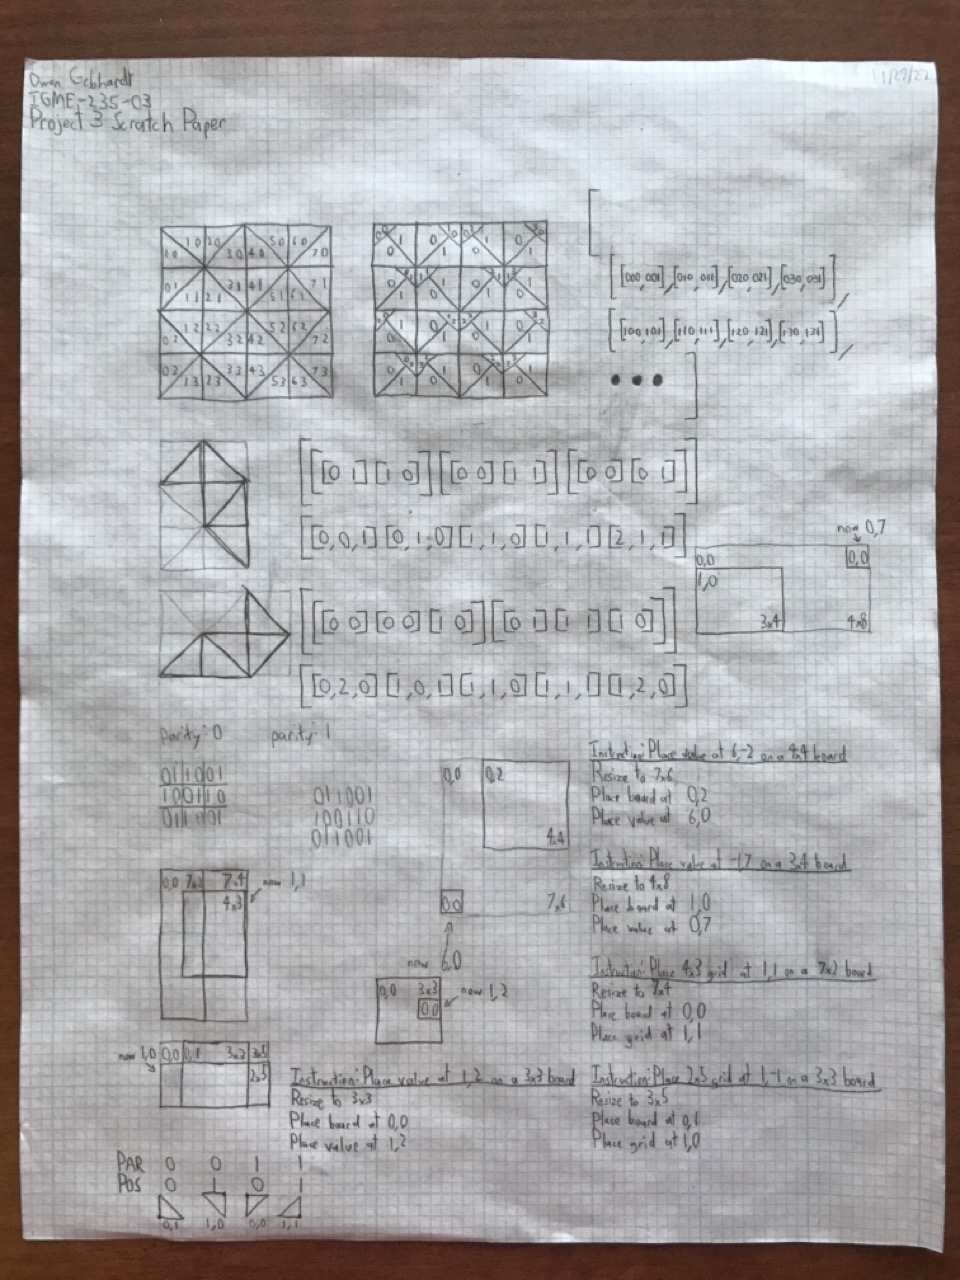 Owen Gebhardt
IGME-235-03
Project 3 Scratch Paper
11/29/22
00 10 20 30 40 50 60 70
01 11 21 31 41 51 61 71
02 12 22 32 42 52 62 72
03 13 23 33 43 53 63 73
[
[[000,001],[010,011],[020,021],[030,031]],
[[100,101],[110,111],[120,121],[130,131]],
•••
]
[[[0 1][1 0]][[0 0][1 1]][[0 0][0 1]]]
[[0,0,1][0,1,0][1,1,0][1,1,1][2,1,1]]
now 0,7
0,0
0,0
1,0
3x4
4x8
[[[0 0][0 0][1 0]][[0 1][1 1][1 0]]]
[[0,2,0][1,0,1][1,1,0][1,1,1][1,2,0]]
parity: 0
parity: 1
011001
100110
011001
011001
100110
011001
0,0
0,2
4x4
0,0
7x6
now 6,0
Instruction: Place value at 6,-2 on a 4x4 board
Resize to 7x6
Place board at 0,2
Place value at 6,0
Instruction: Place value at -1,7 on a 3x4 board
Resize to 4x8
Place board at 1,0
Place value at 0,7
0,0 7x2 7x4
4x3
now 1,1
Instruction: Place 4x3 grid at 1,1 on a 7x2 board
Resize to 7x4
Place board at 0,0
Place grid at 1,1
0,0 3x3
0,0
now 1,2
now 1,0
0,0 0,1 3x3 3x5
2x5
Instruction: Place value at 1,2 on a 3x3 board
Resize to 3x3
Place board at 0,0
Place value at 1,2
Instruction: Place 2x5 grid at 1,-1 on a 3x3 board
Resize to 3x5
Place board at 0,1
Place grid at 1,0
PAR 0 0 1 1
POS 0 1 0 1
0,1 1,0 0,0 1,1